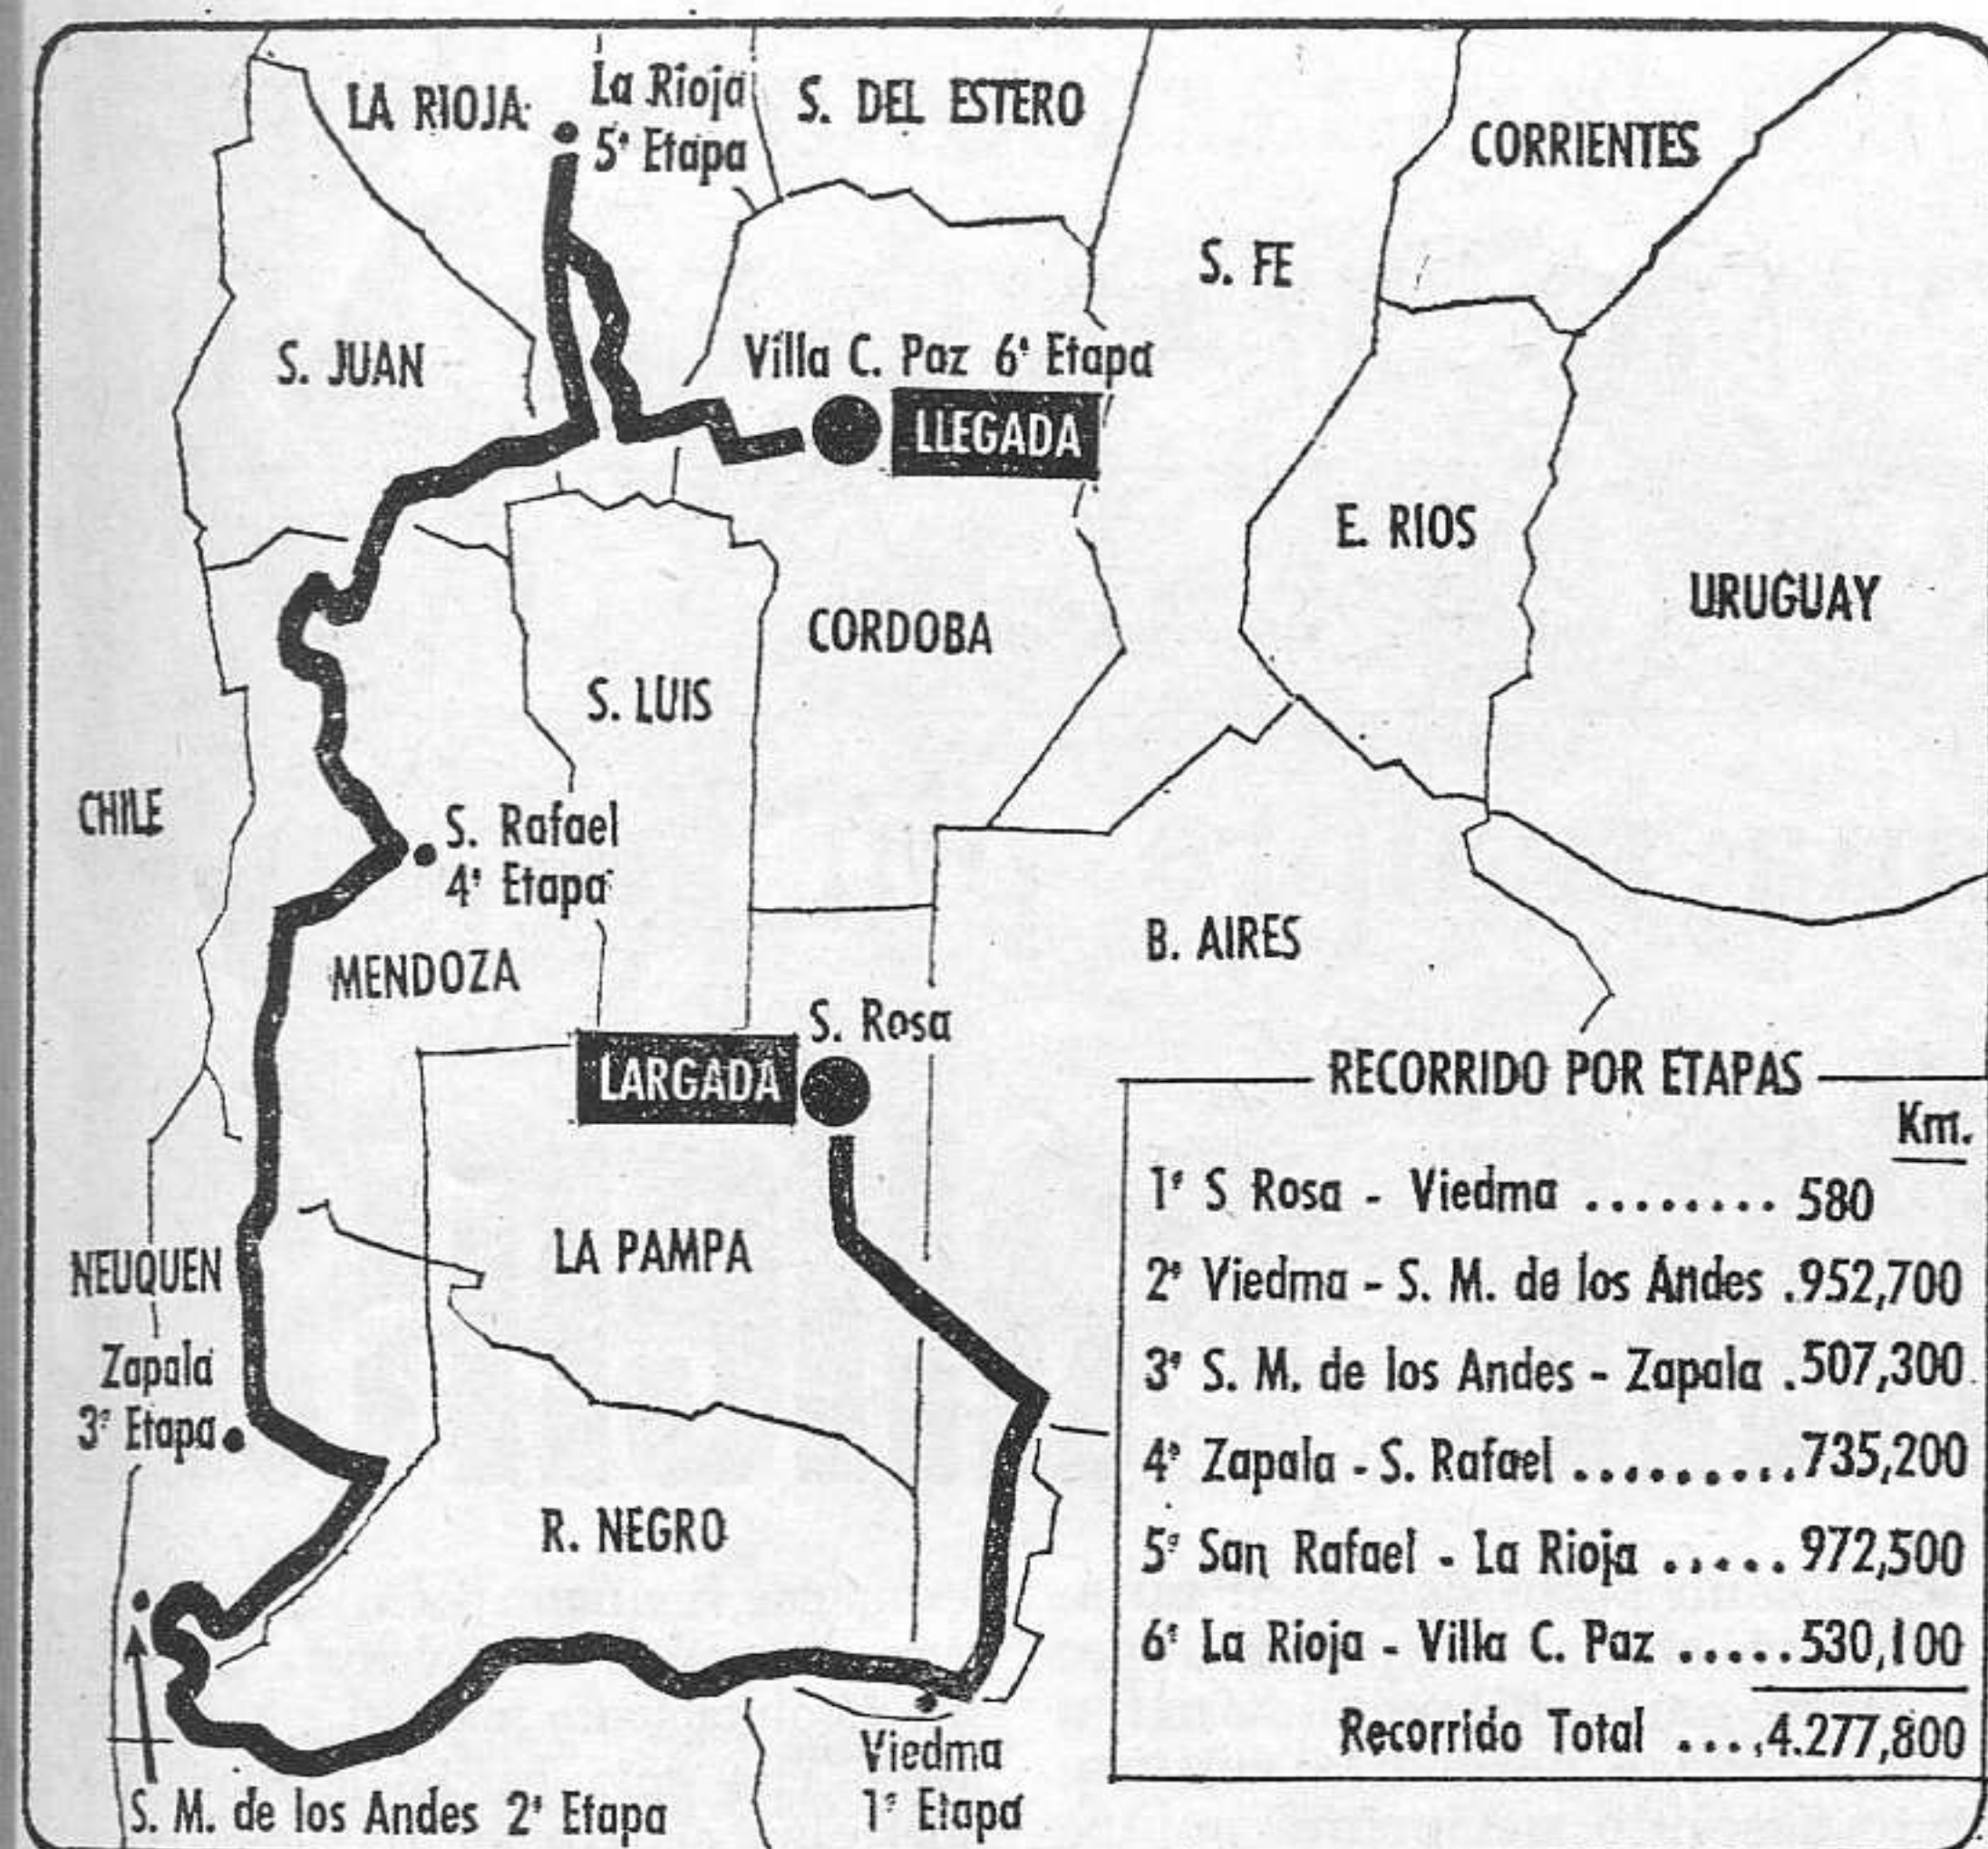 LA RIOJA
La Rioja
5ª Etapa
S. DEL ESTERO
CORRIENTES
S. FE
S. JUAN
Villa C. Paz 6ª Etapa
LLEGADA
E. RIOS
URUGUAY
CORDOBA
S. LUIS
CHILE
S. Rafael
4ª Etapa
MENDOZA
B. AIRES
S. Rosa
LARGADA
LA PAMPA
NEUQUEN
Zapala
3ª Etapa
R. NEGRO
Viedma
1ª Etapa
S. M. de los Andes 2ª Etapa
RECORRIDO POR ETAPAS
Km.
1ª S Rosa - Viedma ........ 580
2ª Viedma - S. M. de los Andes .952,700
3ª S. M. de los Andes - Zapala .507,300
4ª Zapala - S. Rafael .........735,200
5ª San Rafael - La Rioja ..... 972,500
6ª La Rioja - Villa C. Paz .....530,100
Recorrido Total ....4.277,800